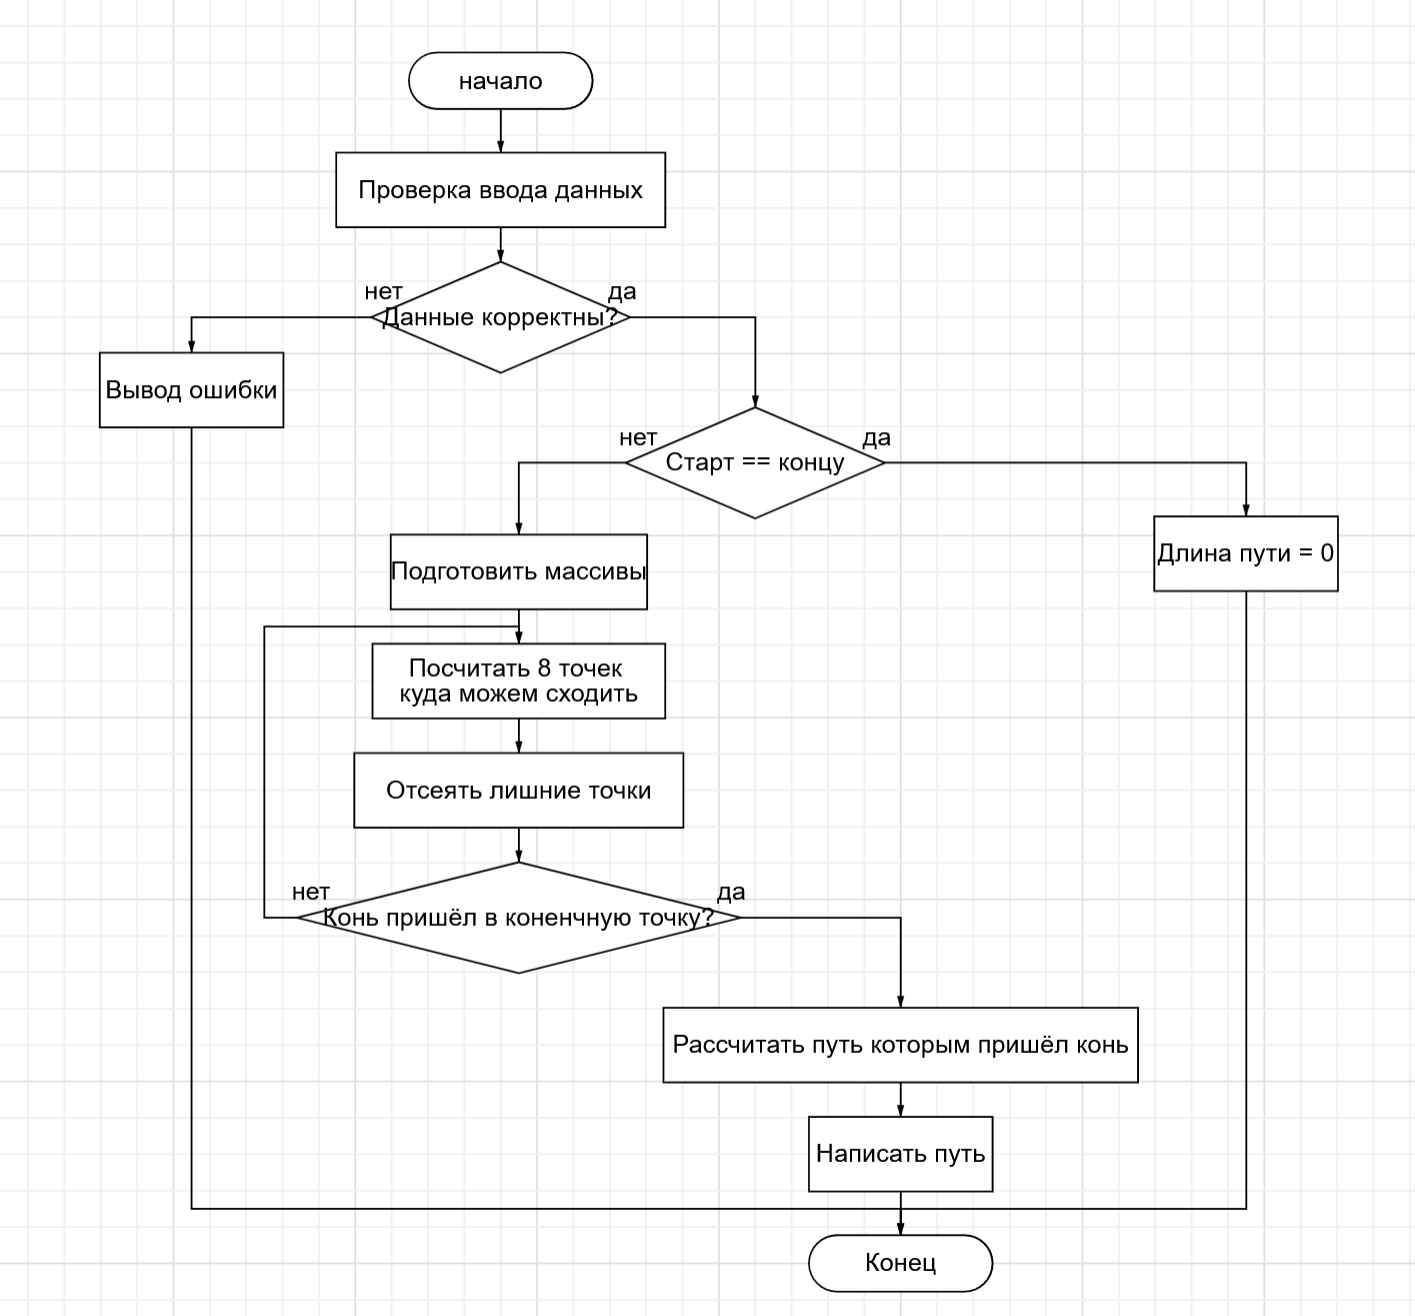 начало
Проверка ввода данных
нет
да
Данные корректны?
Вывод ошибки
нет
да
Старт == концу
Длина пути = 0
Подготовить массивы
Посчитать 8 точек
куда можем сходить
Отсеять лишние точки
нет
да
Конь пришёл в коненчную точку?
Рассчитать путь которым пришёл конь
Написать путь
Конец